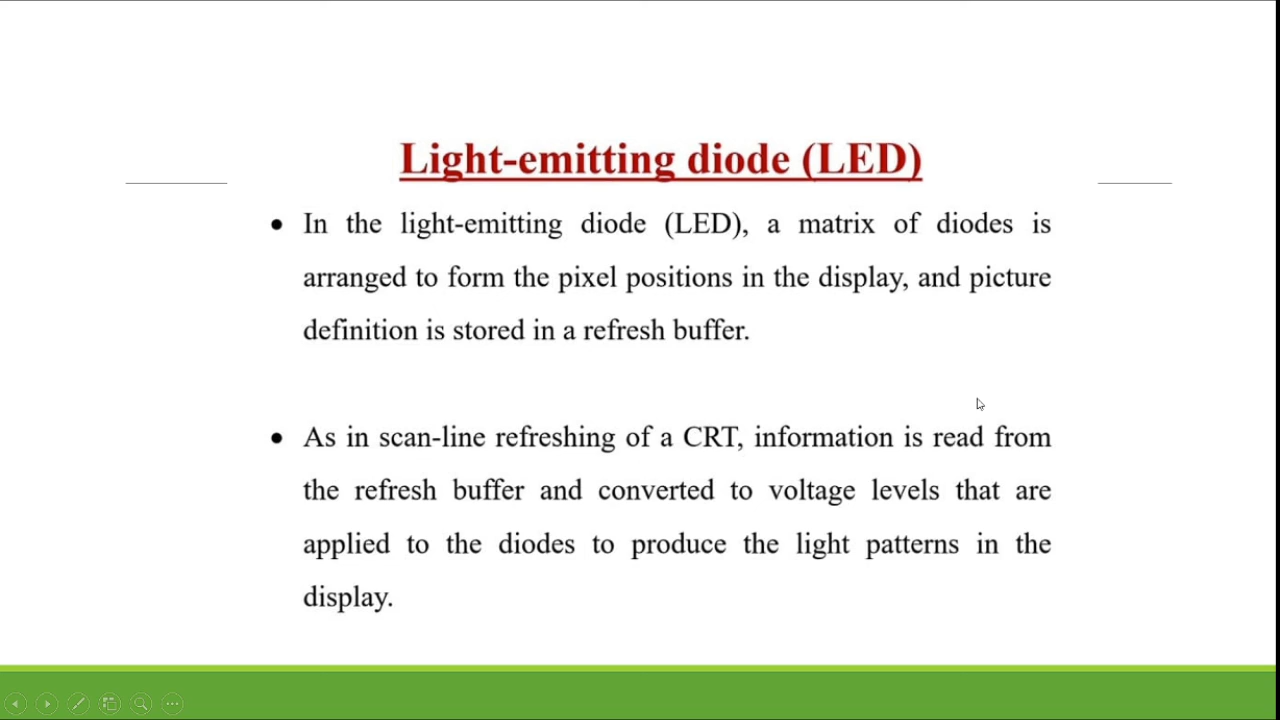 Light-emitting diode (LED)
• In the light-emitting diode (LED), a matrix of diodes is
arranged to form the pixel positions in the display, and picture
definition is stored in a refresh buffer.
• As in scan-line refreshing of a CRT, information is read from
the refresh buffer and converted to voltage levels that are
applied to the diodes to produce the light patterns in the
display.